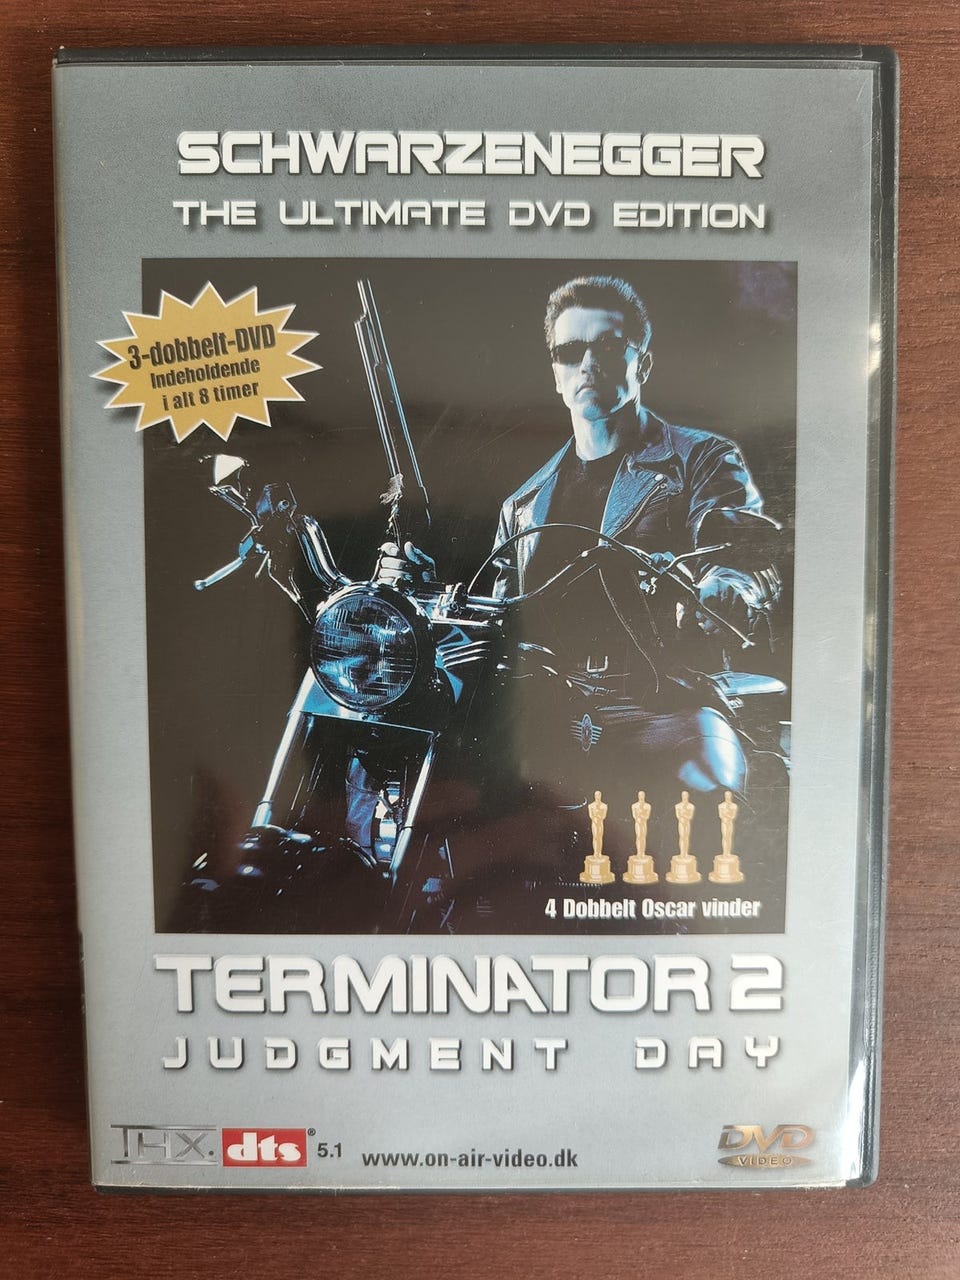 SCHWARZENEGGER
THE ULTIMATE DVD EDITION
3-dobbelt-DVD
Indeholdende
i alt 8 timer
4 Dobbelt Oscar vinder
TERMINATOR 2
JUDGMENT DAY
THX. dts® 5.1 www.on-air-video.dk DVD
VIDEO